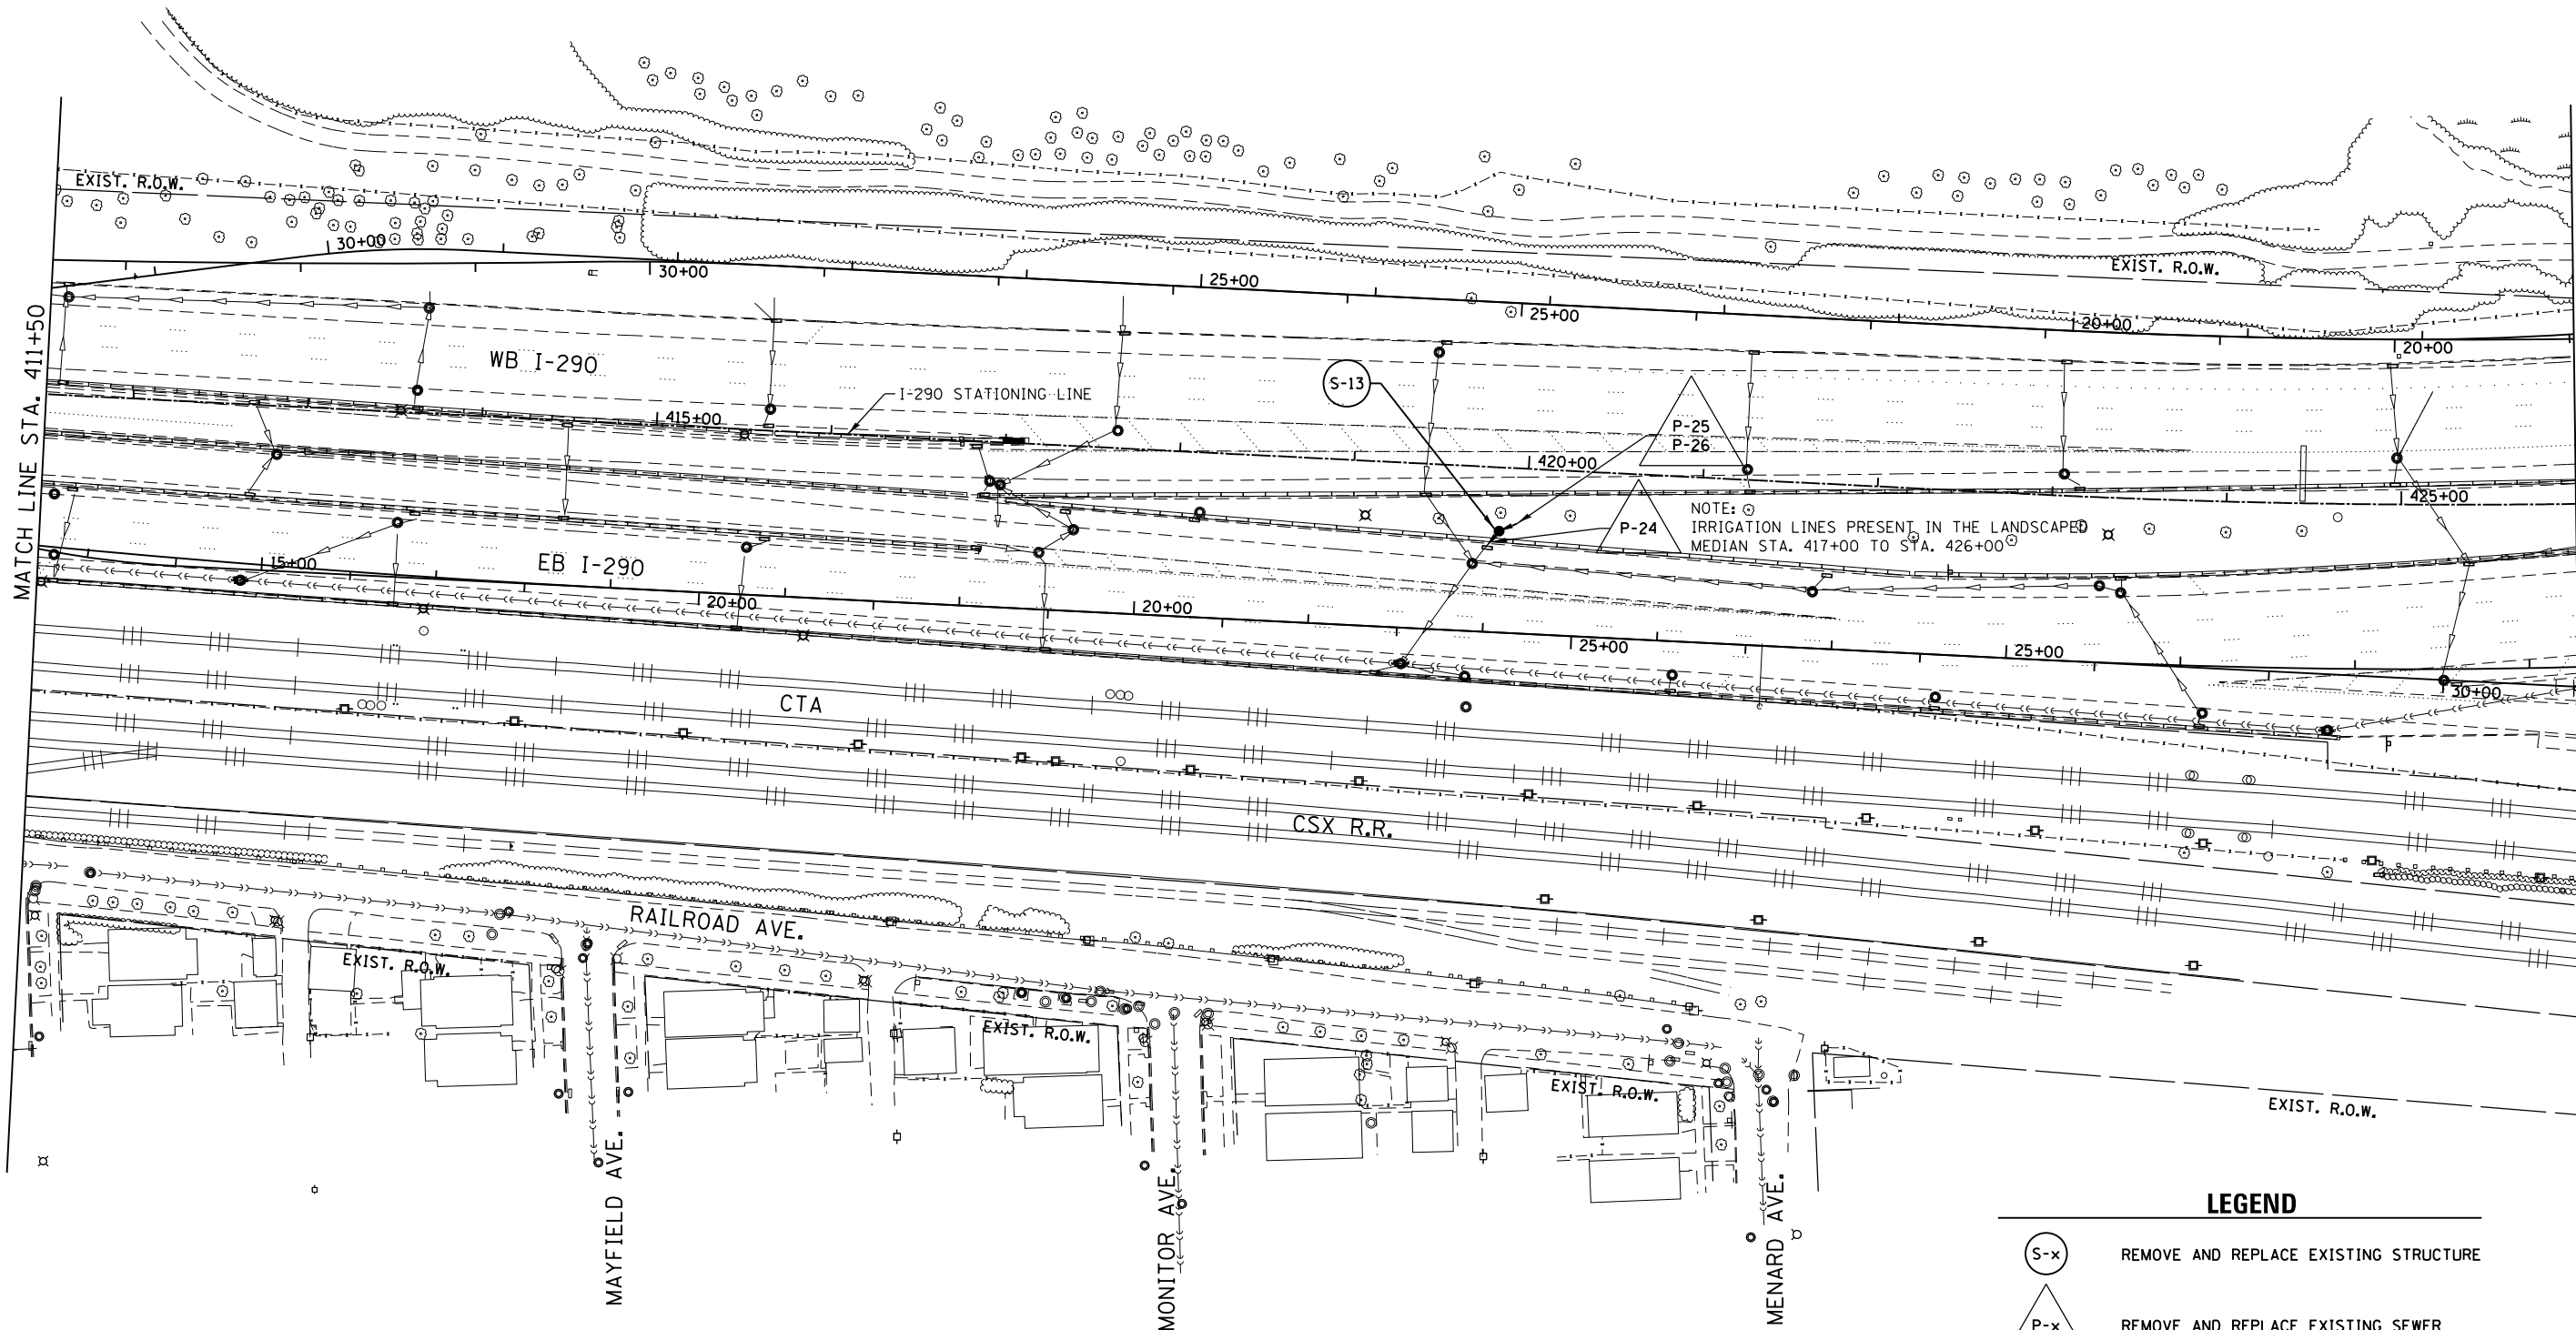 EXIST. R.O.W.
30+00
30+00
25+00
25+00
EXIST. R.O.W.
20+00
20+00
MATCH LINE STA. 411+50
WB I-290
I-290 STATIONING LINE
415+00
S-13
P-25
P-26
420+00
425+00
P-24
NOTE:
IRRIGATION LINES PRESENT IN THE LANDSCAPED
MEDIAN STA. 417+00 TO STA. 426+00
15+00
EB I-290
20+00
20+00
25+00
25+00
30+00
CTA
CSX R.R.
RAILROAD AVE.
EXIST. R.O.W.
EXIST. R.O.W.
EXIST. R.O.W.
EXIST. R.O.W.
MAYFIELD AVE.
MONITOR AVE.
MENARD AVE.
LEGEND
S-x REMOVE AND REPLACE EXISTING STRUCTURE
P-x REMOVE AND REPLACE EXISTING SEWER